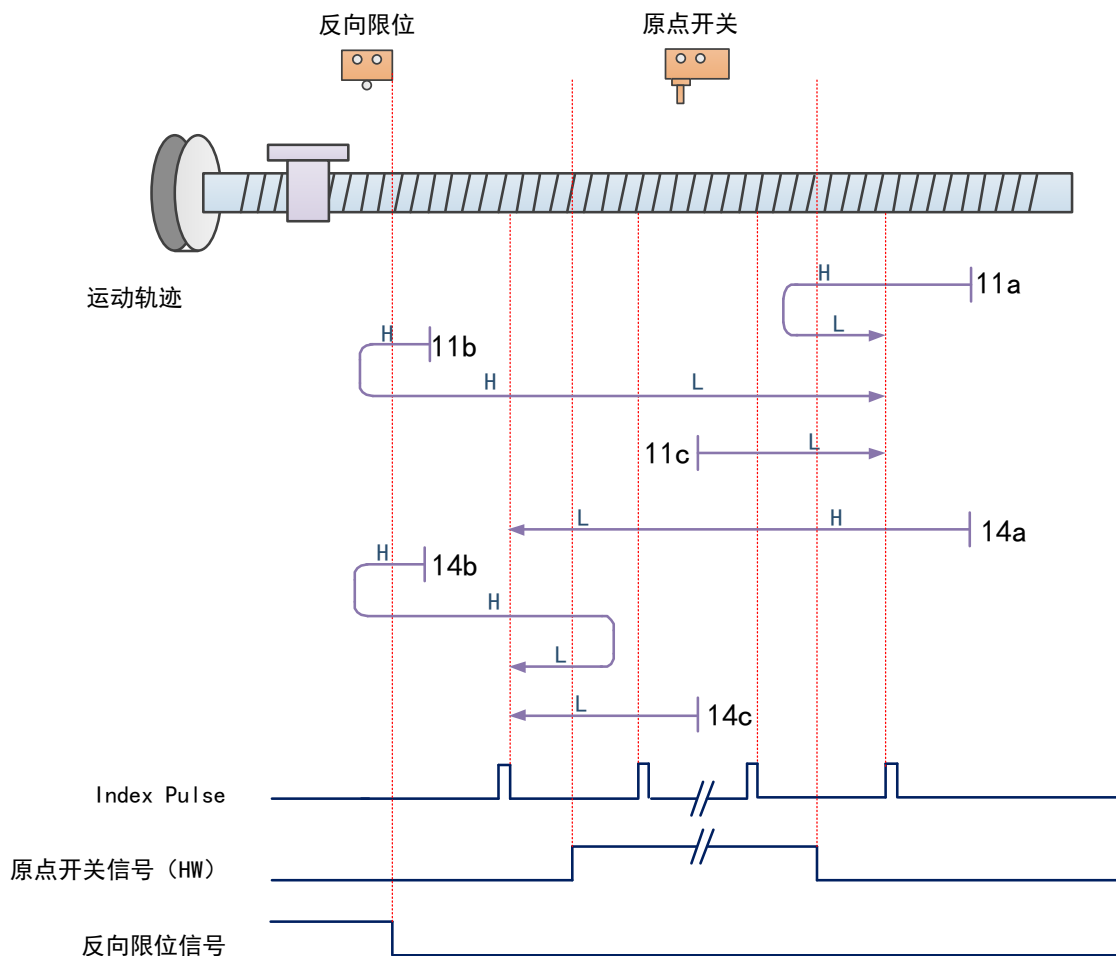 反向限位
原点开关
运动轨迹
H
11a
L
H
11b
H
L
11c
L
L
H
14a
H
14b
H
L
L
14c
Index Pulse
原点开关信号（HW）
反向限位信号